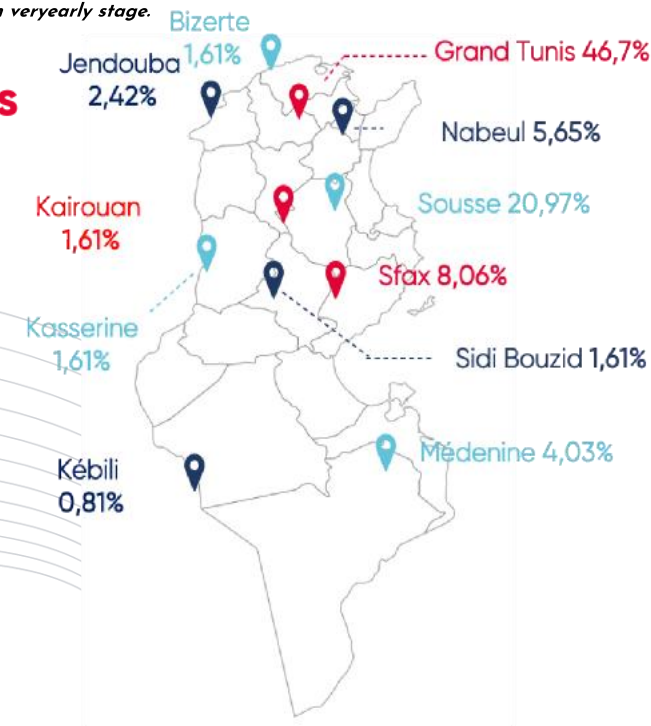 n veryearly stage.
s
Bizerte
1,61%
Jendouba
2,42%
Grand Tunis 46,7%
Nabeul 5,65%
Kairouan
1,61%
Sousse 20,97%
Sfax 8,06%
Kasserine
1,61%
Sidi Bouzid 1,61%
Kébili
0,81%
Médenine 4,03%